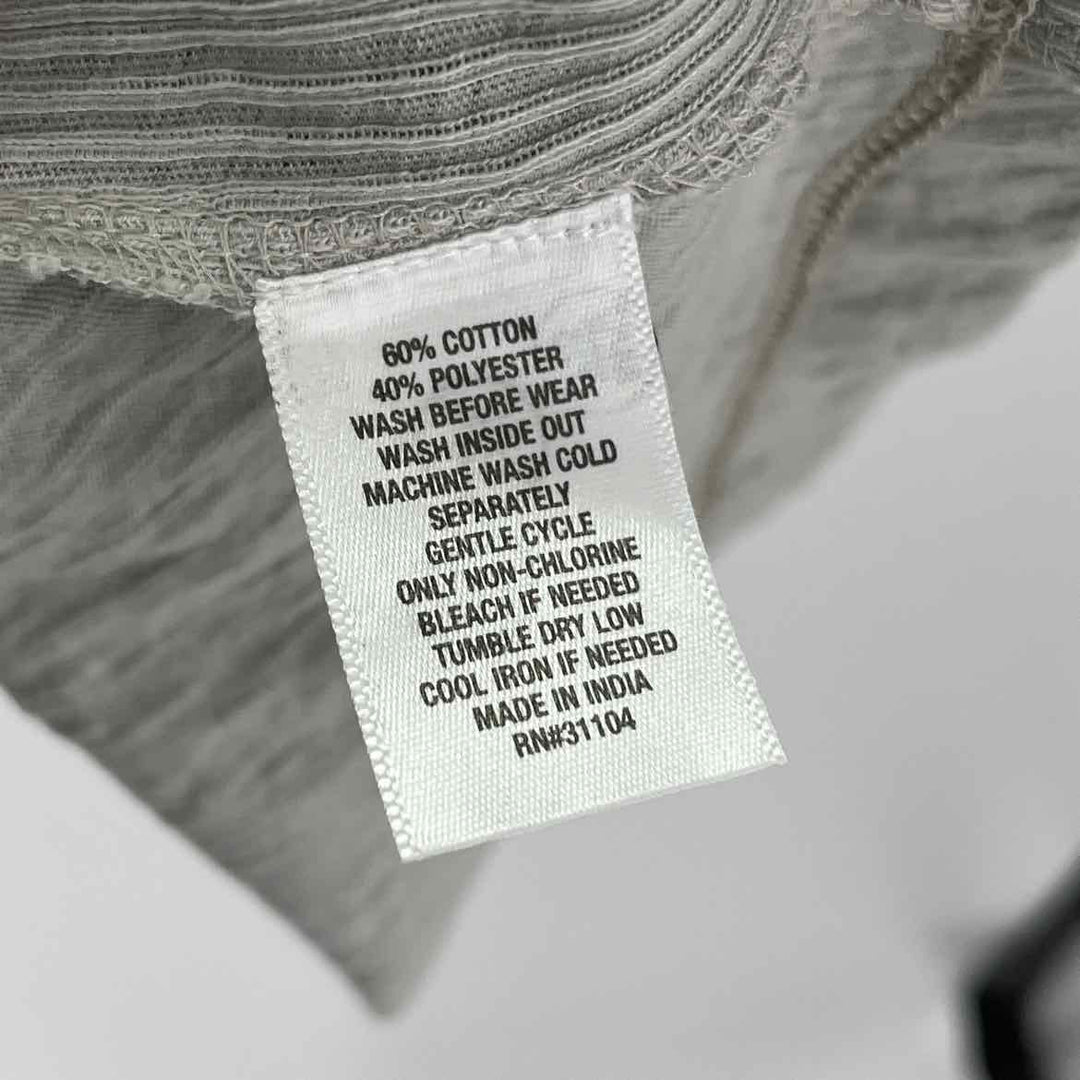 60% COTTON
40% POLYESTER
WASH BEFORE WEAR
WASH INSIDE OUT
MACHINE WASH COLD
SEPARATELY
GENTLE CYCLE
ONLY NON-CHLORINE
BLEACH IF NEEDED
TUMBLE DRY LOW
COOL IRON IF NEEDED
MADE IN INDIA
RN#31104